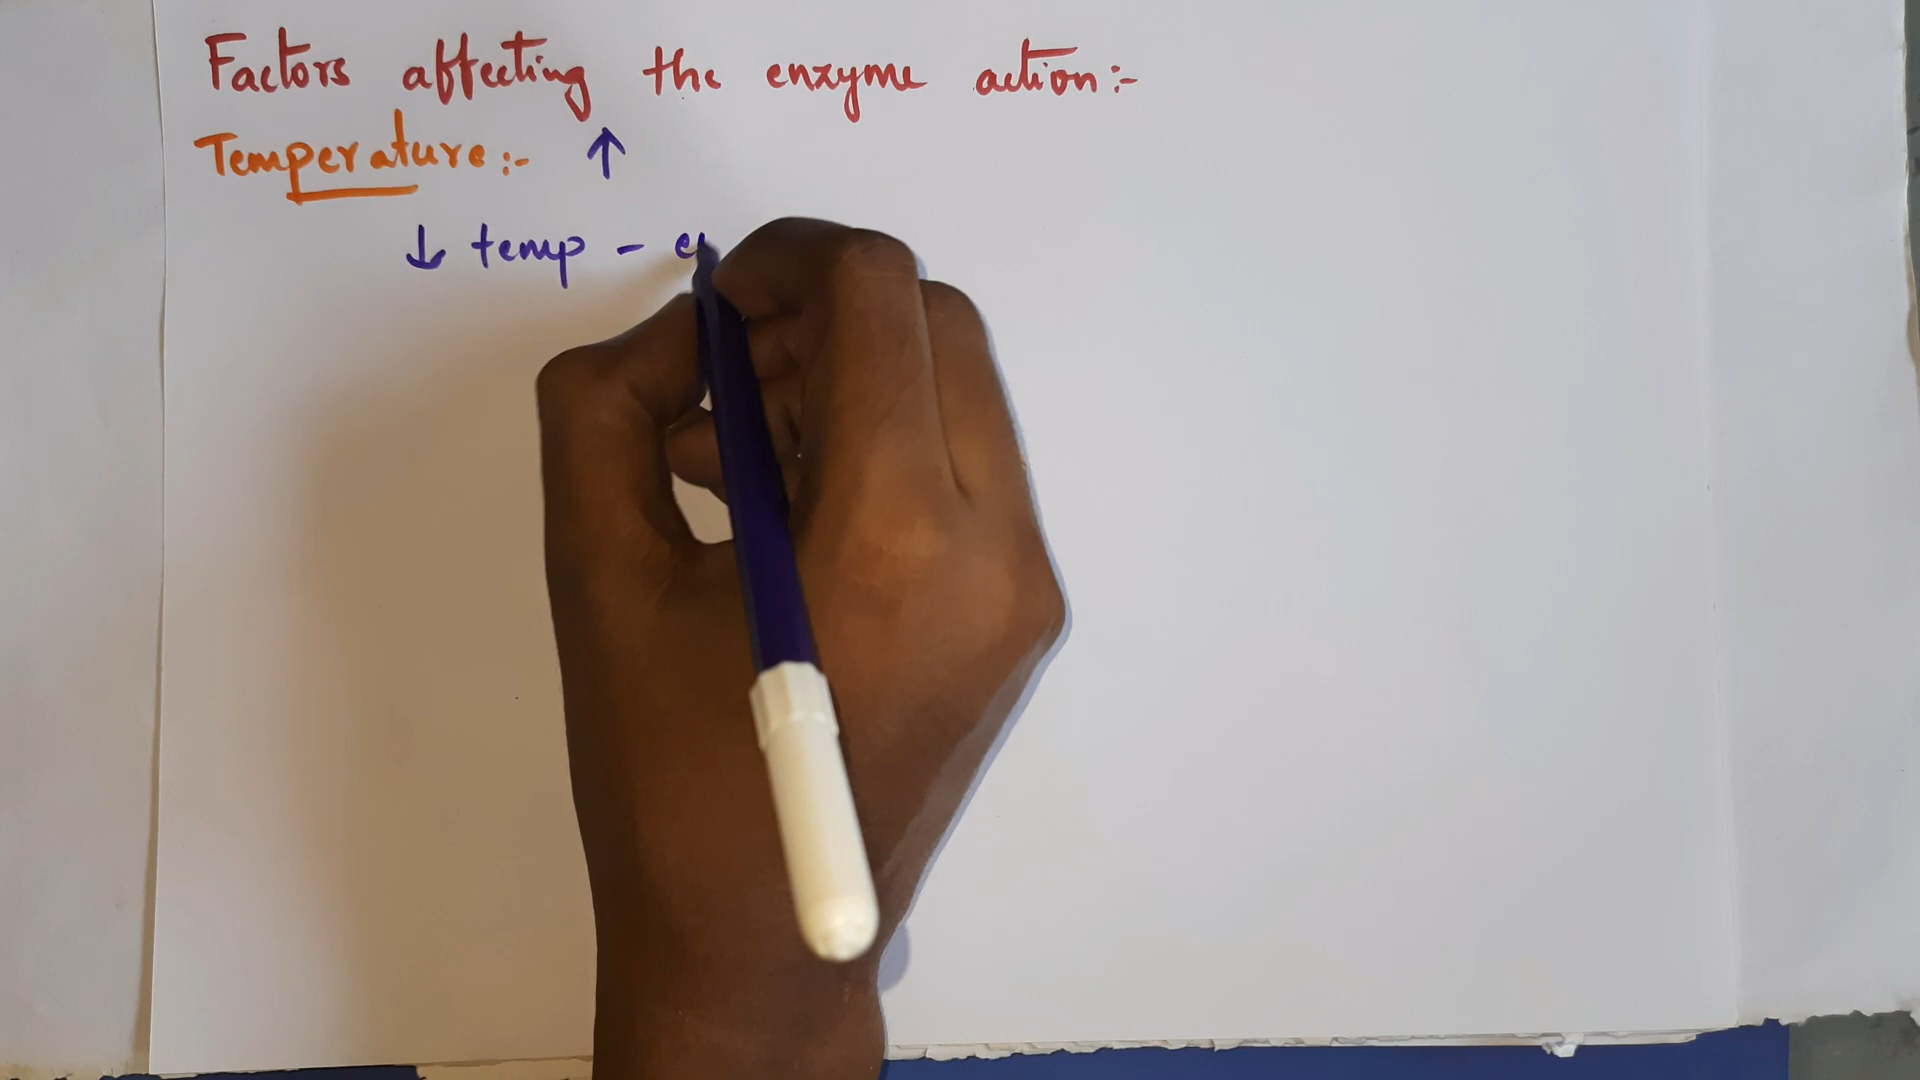 Factors affecting the enzyme action:-
Temperature:- ↑
↓ temp -